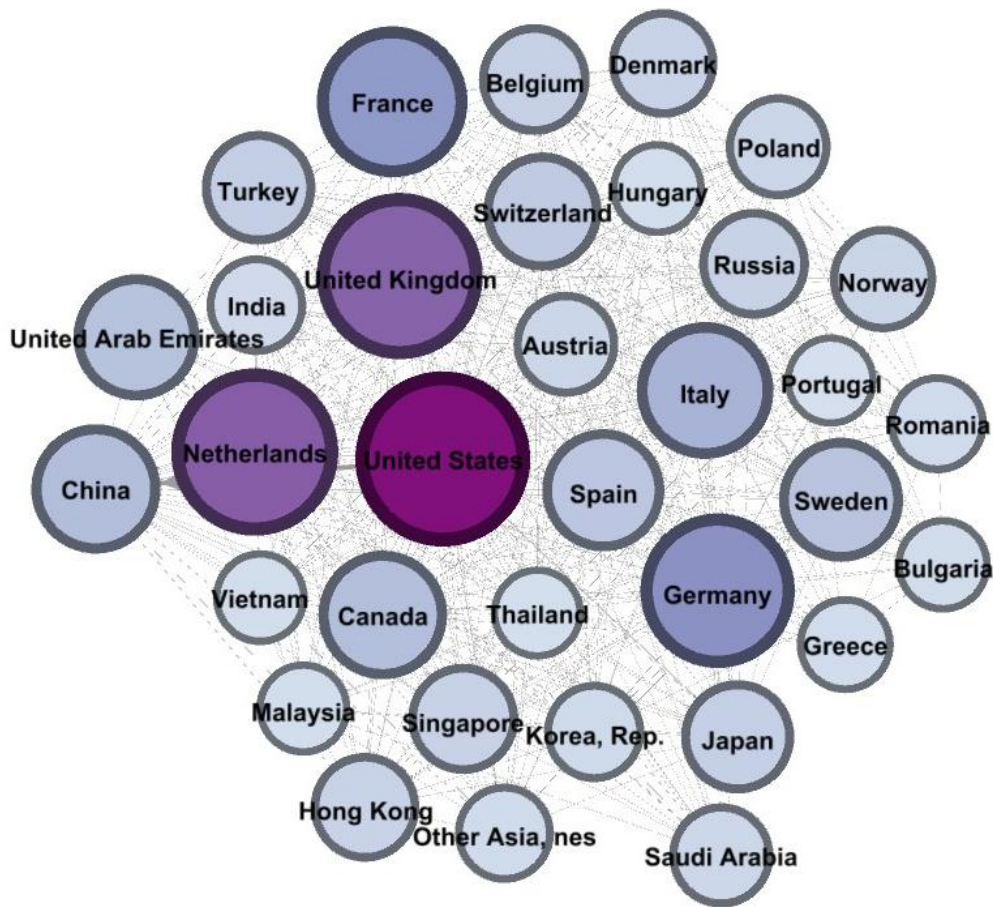 Denmark
Belgium
France
Poland
Turkey
Hungary
Switzerland
Russia
United Kingdom
Norway
India
United Arab Emirates
Austria
Portugal
Italy
Romania
Netherlands
United States
China
Spain
Sweden
Bulgaria
Germany
Vietnam
Canada
Thailand
Greece
Malaysia
Singapore
Korea, Rep.
Japan
Hong Kong
Other Asia, nes
Saudi Arabia